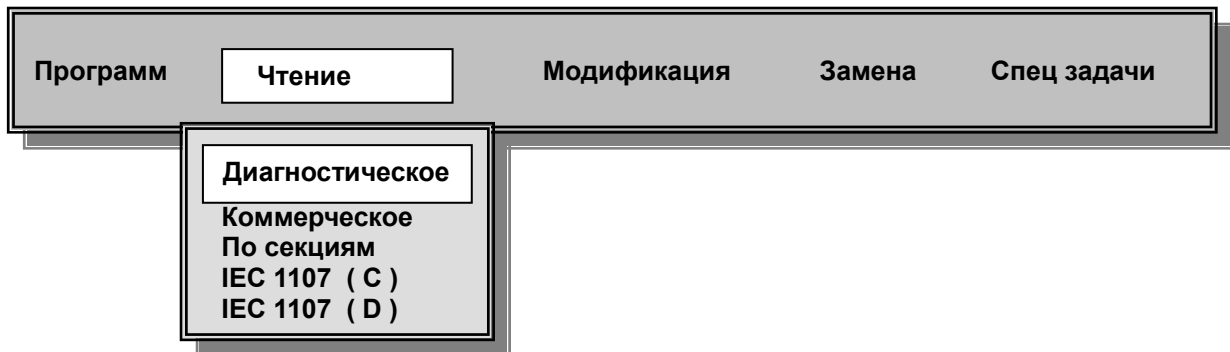 Программ Чтение Модификация Замена Спец задачи
Диагностическое
Коммерческое
По секциям
IEC 1107 ( C )
IEC 1107 ( D )